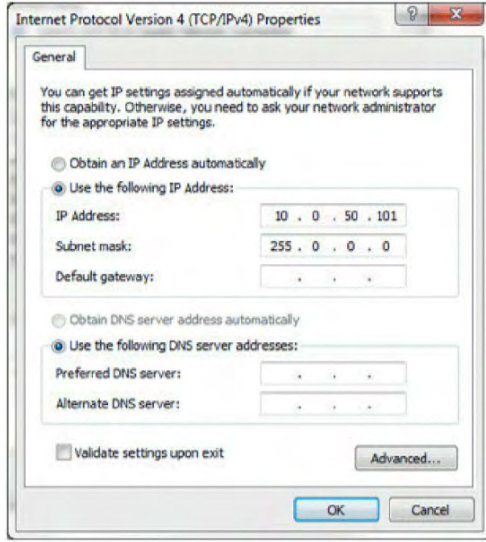 Internet Protocol Version 4 (TCP/IPv4) Properties
General
You can get IP settings assigned automatically if your network supports
this capability. Otherwise, you need to ask your network administrator
for the appropriate IP settings.
Obtain an IP Address automatically
Use the following IP Address:
IP Address: 10 . 0 . 50 . 101
Subnet mask: 255 . 0 . 0 . 0
Default gateway: . . .
Obtain DNS server address automatically
Use the following DNS server addresses:
Preferred DNS server: . . .
Alternate DNS server: . . .
Validate settings upon exit
Advanced...
OK Cancel